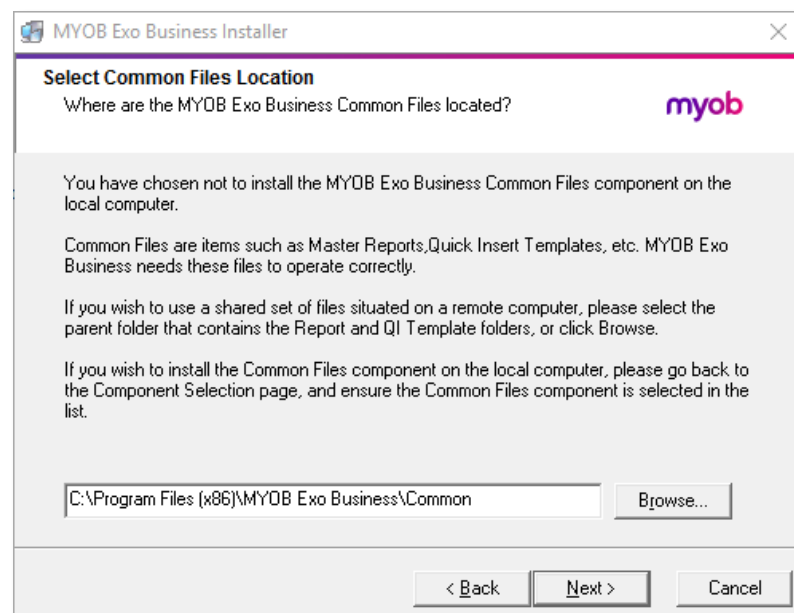 MYOB Exo Business Installer
Select Common Files Location
Where are the MYOB Exo Business Common Files located?
myob
You have chosen not to install the MYOB Exo Business Common Files component on the
local computer.
Common Files are items such as Master Reports,Quick Insert Templates, etc. MYOB Exo
Business needs these files to operate correctly.
If you wish to use a shared set of files situated on a remote computer, please select the
parent folder that contains the Report and QI Template folders, or click Browse.
If you wish to install the Common Files component on the local computer, please go back to
the Component Selection page, and ensure the Common Files component is selected in the
list.
C:\Program Files (x86)\MYOB Exo Business\Common
Browse...
< Back
Next >
Cancel